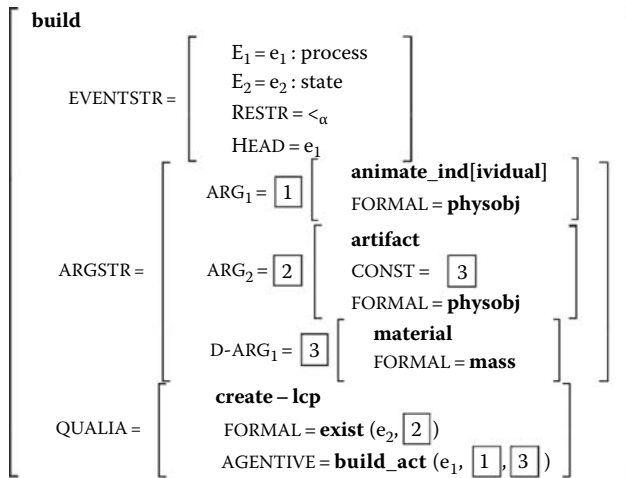 build
E₁ = e₁ : process
E₂ = e₂ : state
EVENTSTR =
RESTR = <α
HEAD = e₁
animate_ind[ividual]
ARG₁ = 1
FORMAL = physobj
artifact
ARGSTR = ARG₂ = 2 CONST = 3
FORMAL = physobj
material
D-ARG₁ = 3
FORMAL = mass
create – lcp
QUALIA = FORMAL = exist (e₂, 2)
AGENTIVE = build_act (e₁, 1, 3)